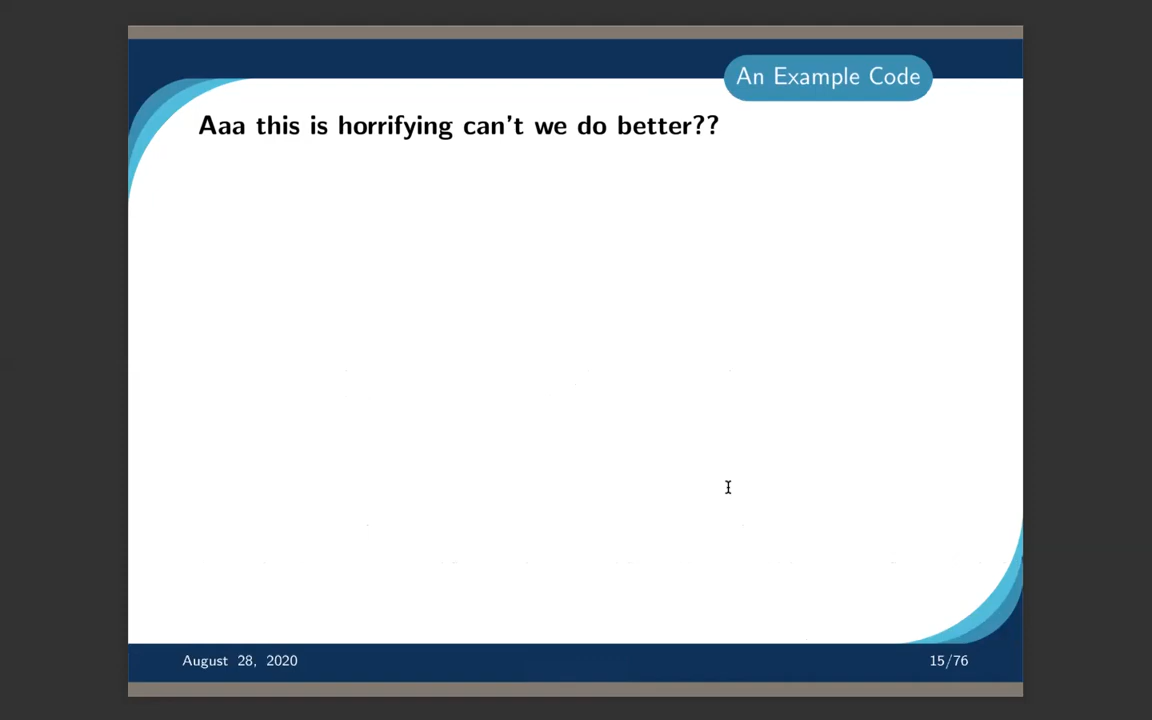 An Example Code
Aaa this is horrifying can't we do better??
August 28, 2020
15/76